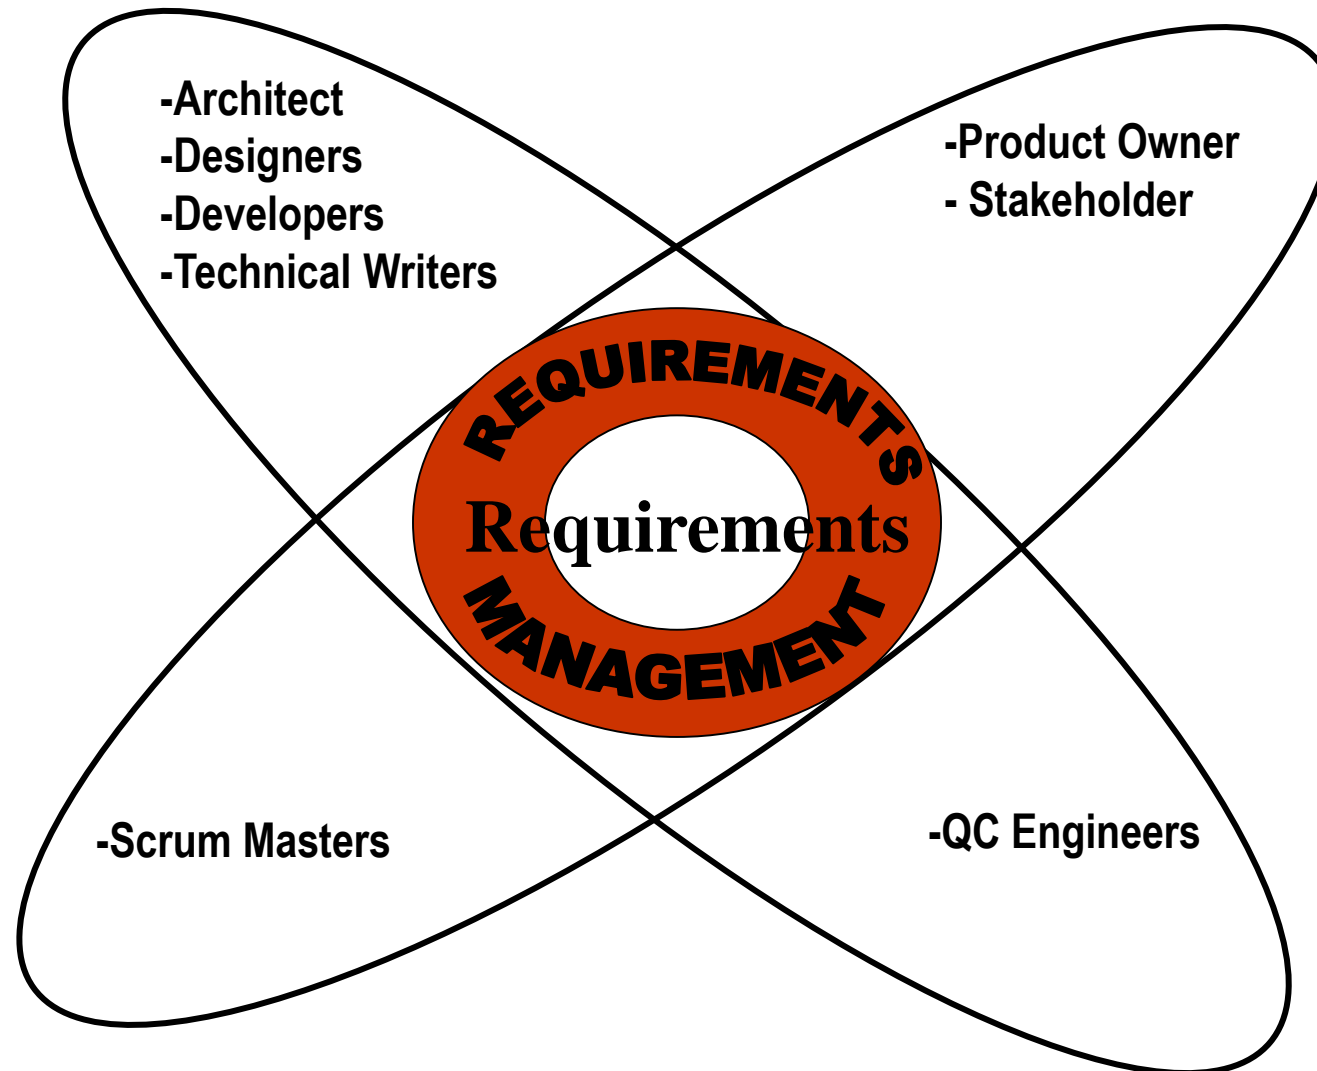 -Architect
-Designers
-Developers
-Technical Writers
-Product Owner
- Stakeholder
REQUIREMENTS
Requirements
MANAGEMENT
-Scrum Masters
-QC Engineers